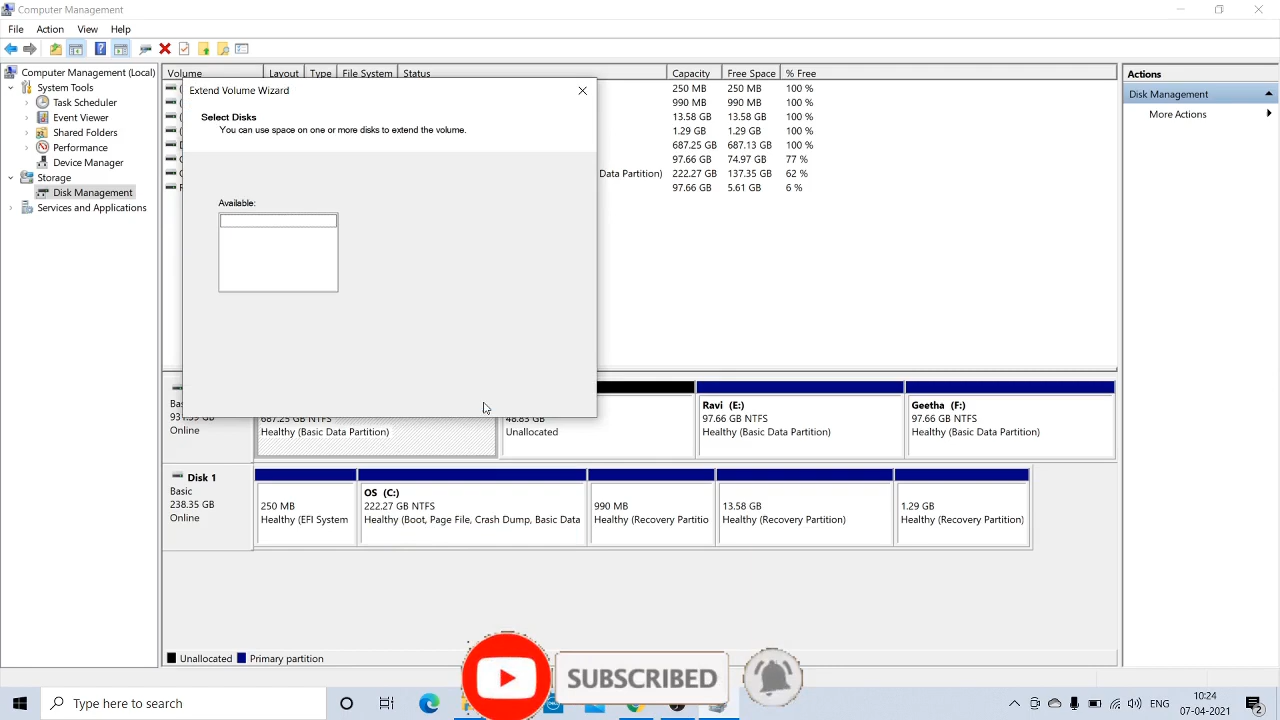 Computer Management
File Action View Help
Computer Management (Local)
System Tools
Task Scheduler
Event Viewer
Shared Folders
Performance
Device Manager
Storage
Disk Management
Services and Applications
Volume Layout Type File System Status Capacity Free Space % Free
250 MB 250 MB 100 %
990 MB 990 MB 100 %
13.58 GB 13.58 GB 100 %
1.29 GB 1.29 GB 100 %
687.25 GB 687.13 GB 100 %
97.66 GB 74.97 GB 77 %
Data Partition) 222.27 GB 137.35 GB 62 %
97.66 GB 5.61 GB 6 %
Extend Volume Wizard
Select Disks
You can use space on one or more disks to extend the volume.
Available:
Actions
Disk Management
More Actions
Online
687.25 GB NTFS
Healthy (Basic Data Partition)
48.83 GB
Unallocated
Ravi (E:)
97.66 GB NTFS
Healthy (Basic Data Partition)
Geetha (F:)
97.66 GB NTFS
Healthy (Basic Data Partition)
Disk 1
Basic
238.35 GB
Online
250 MB
Healthy (EFI System
OS (C:)
222.27 GB NTFS
Healthy (Boot, Page File, Crash Dump, Basic Data
990 MB
Healthy (Recovery Partitio
13.58 GB
Healthy (Recovery Partition)
1.29 GB
Healthy (Recovery Partition)
Unallocated Primary partition
SUBSCRIBED
Type here to search
ENG
10:24
07-04-2021
2